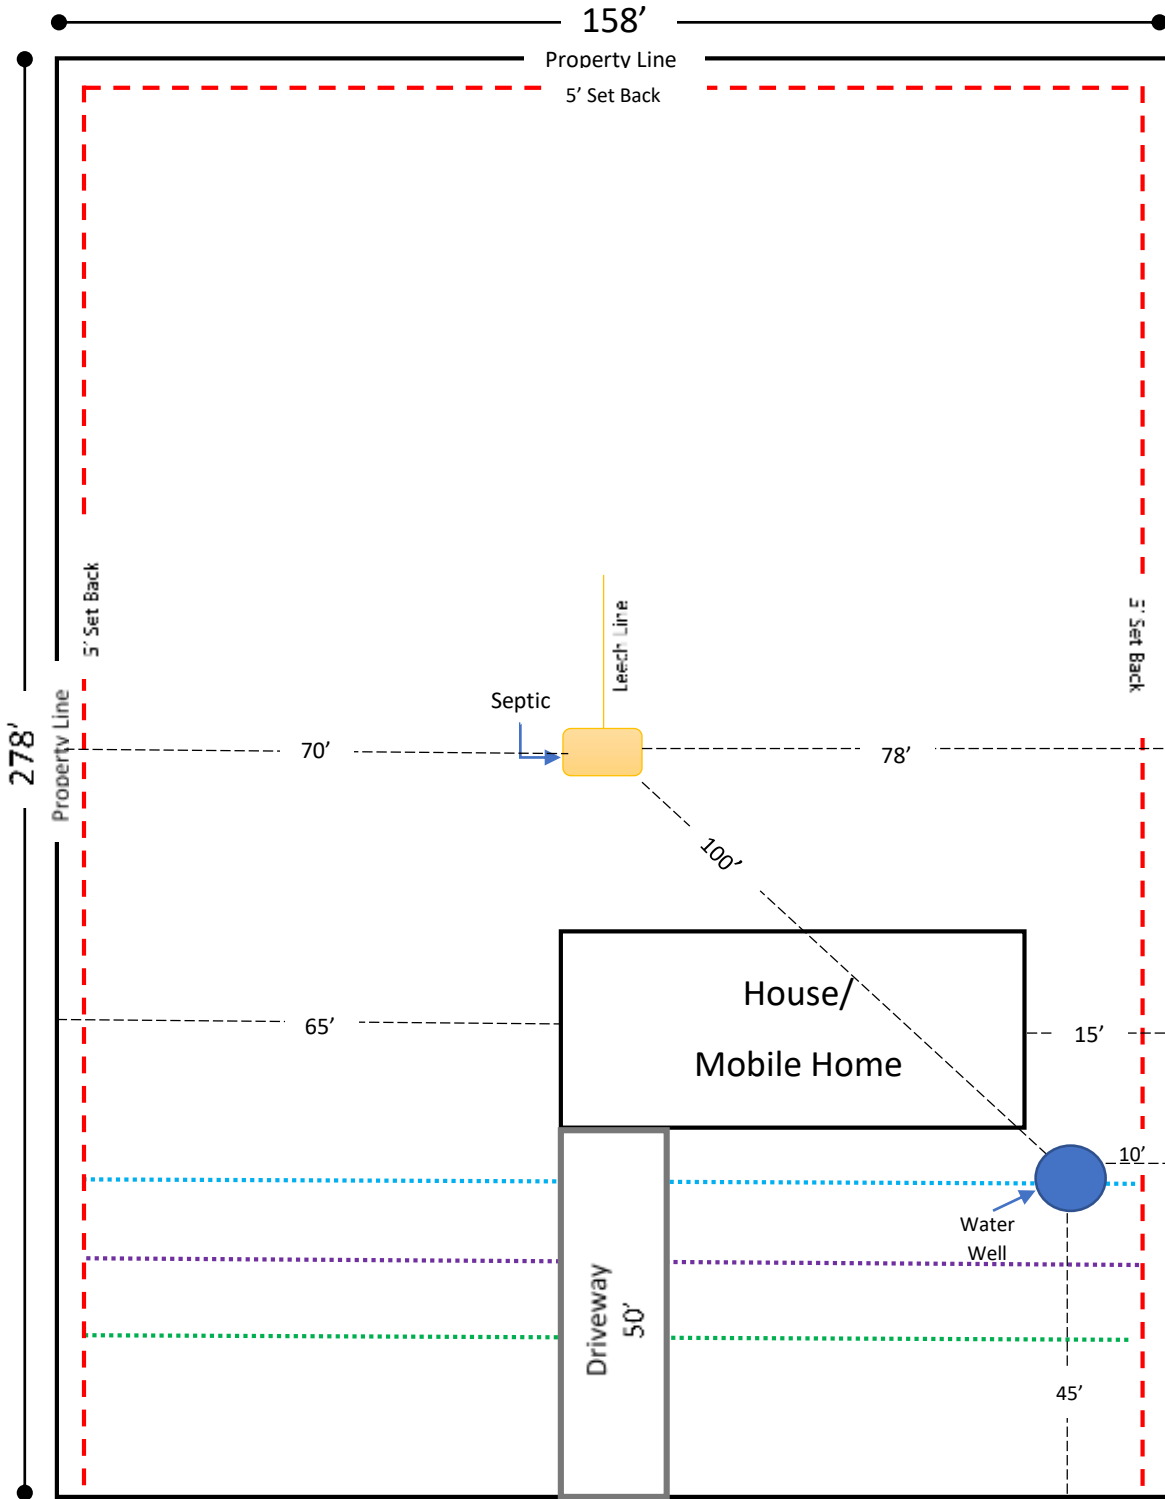 158’
Property Line
5’ Set Back
5’ Set Back
5’ Set Back
Leech Line
Septic
Property Line
278’
70’
78’
100’
House/
Mobile Home
65’
15’
10’
Water
Well
Driveway
50’
45’